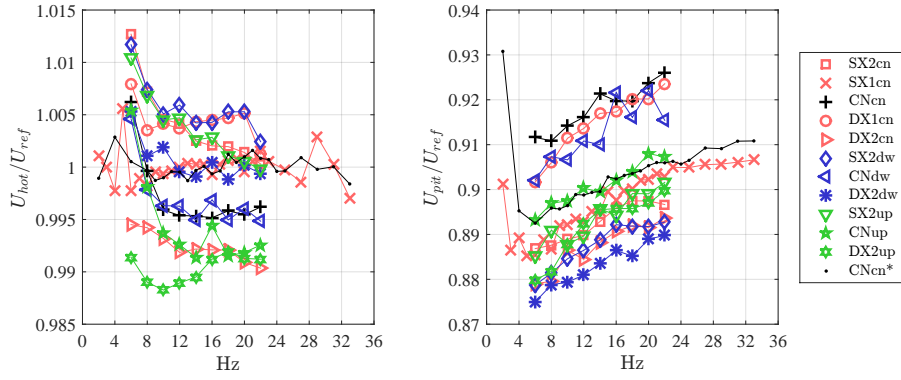 U_hot/U_ref
1.015
1.01
1.005
1
0.995
0.99
0.985
0 4 8 12 16 20 24 28 32 36
Hz
U_pit/U_ref
0.94
0.93
0.92
0.91
0.9
0.89
0.88
0.87
0 4 8 12 16 20 24 28 32 36
Hz
SX2cn
SX1cn
CNcn
DX1cn
DX2cn
SX2dw
CNdw
DX2dw
SX2up
CNup
DX2up
CNcn*